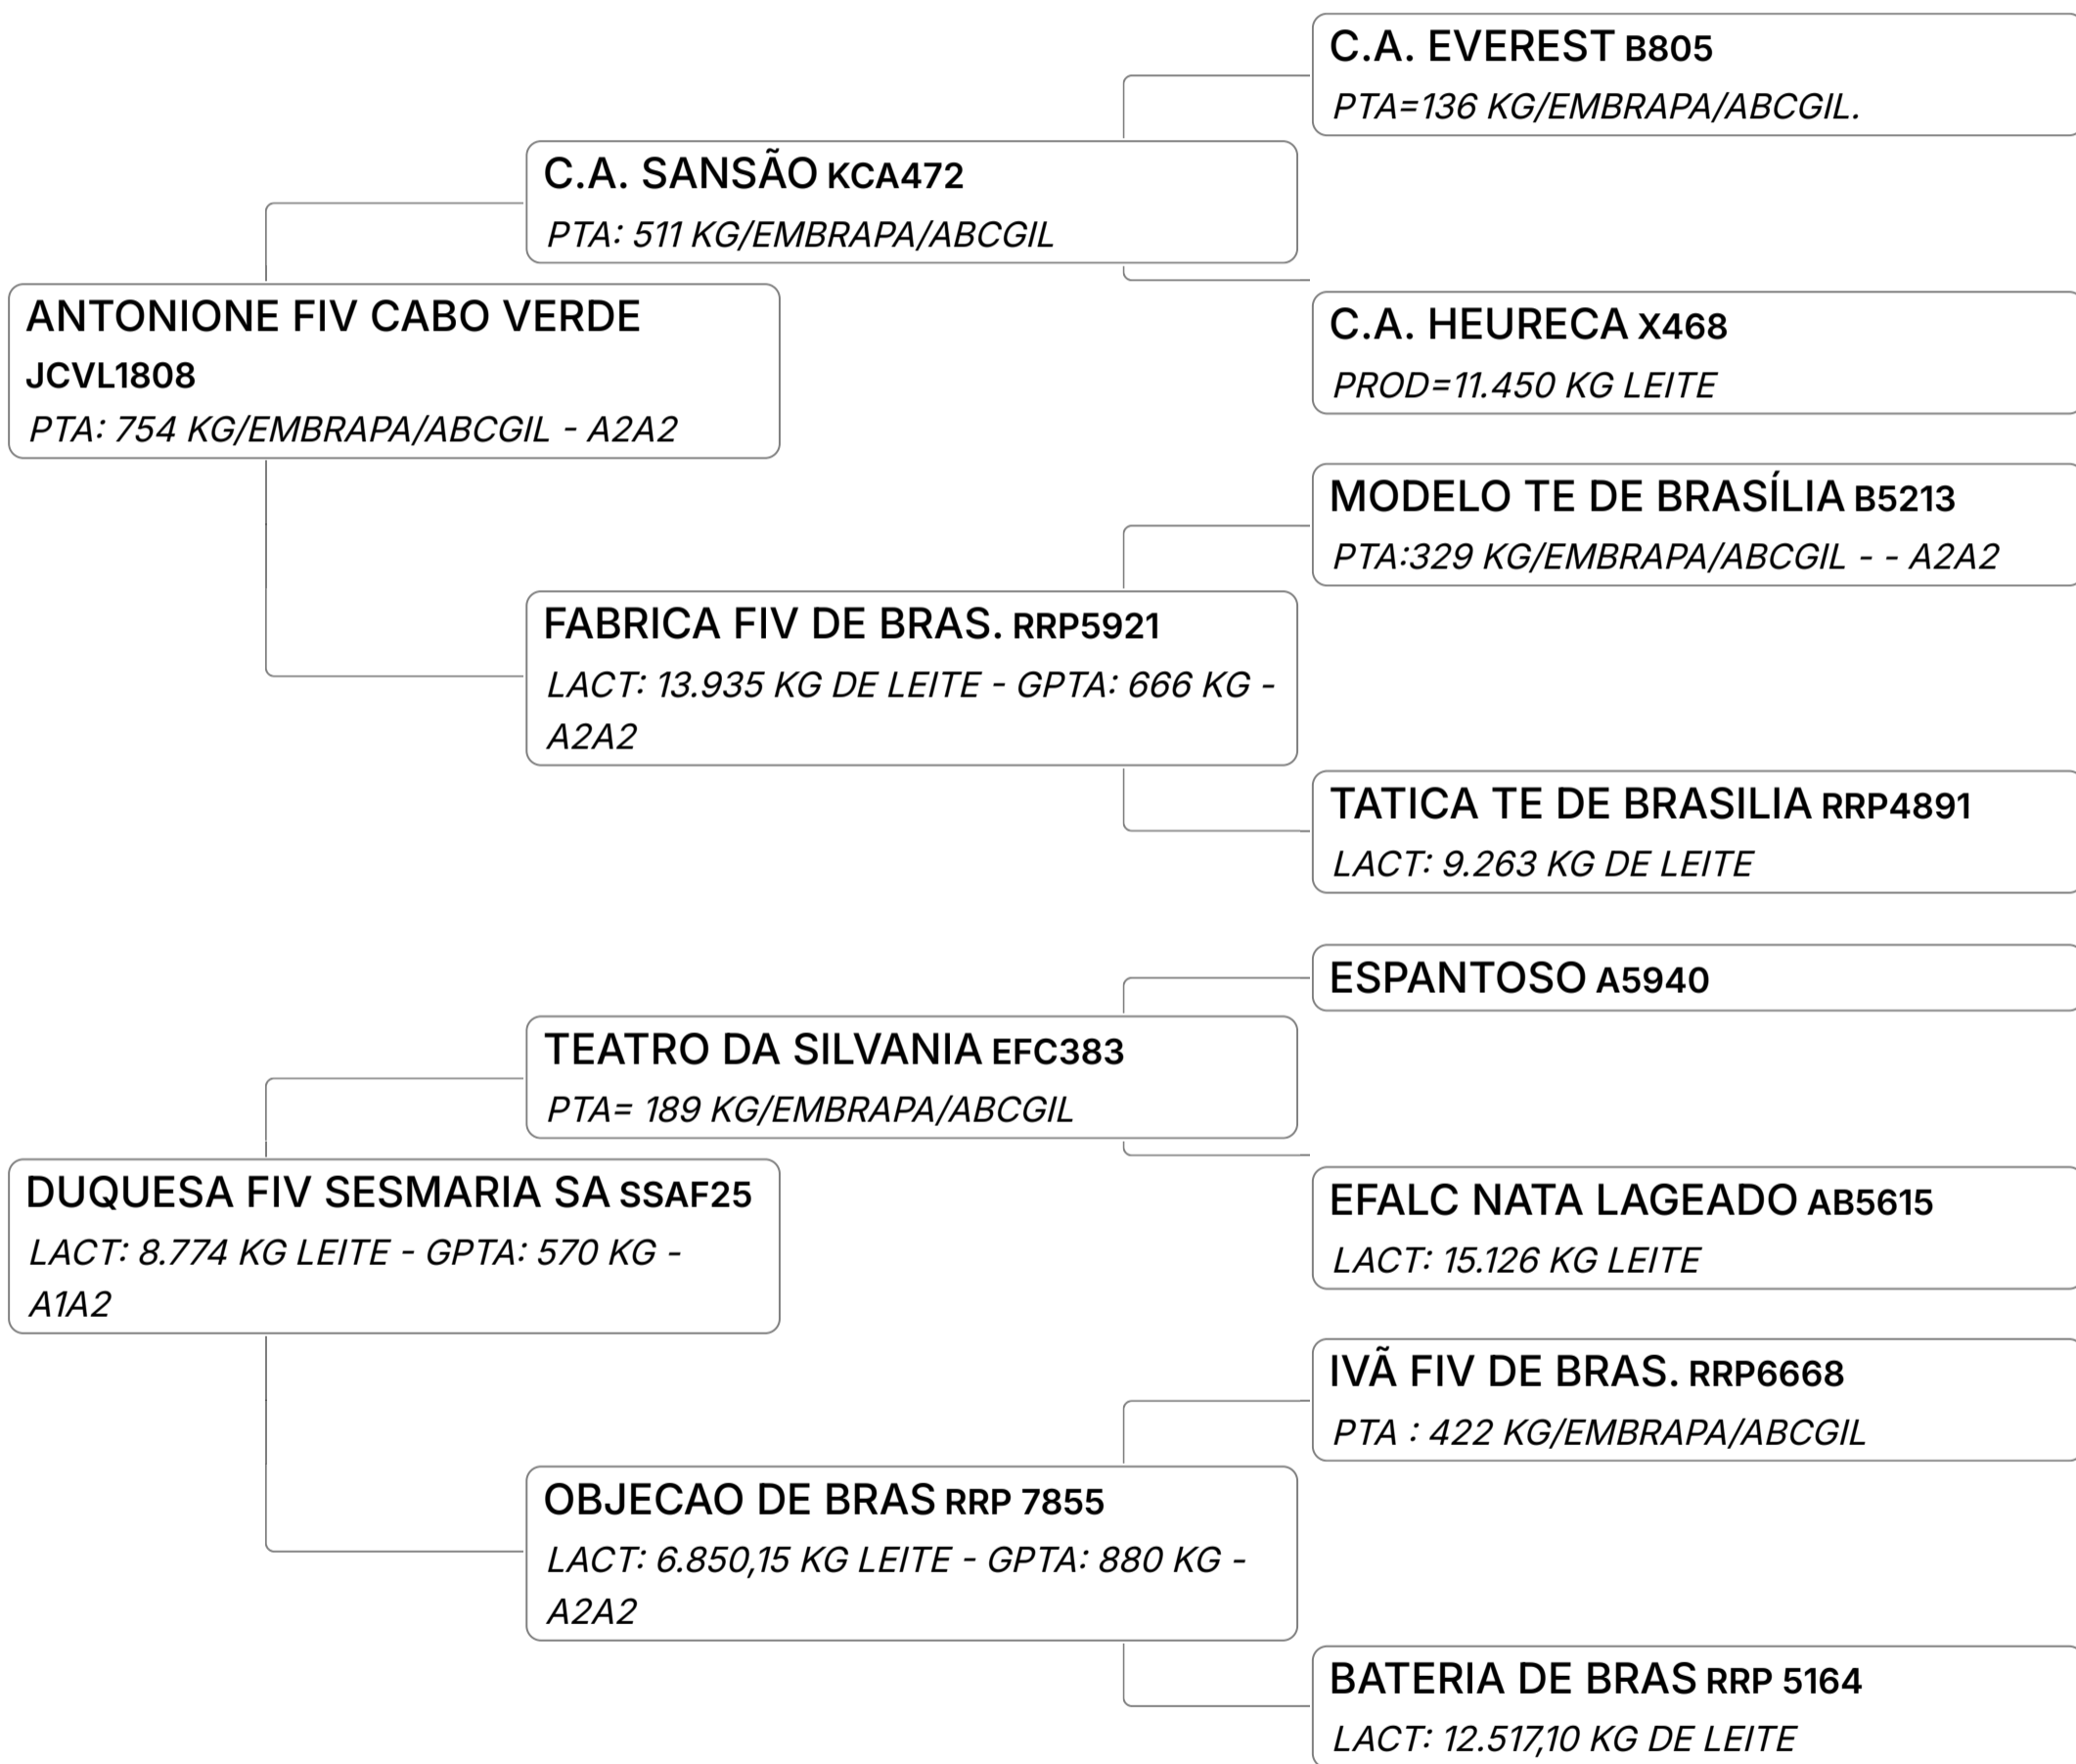 C.A. EVEREST B805
PTA=136 KG/EMBRAPA/ABCGIL.
C.A. SANSÃO KCA472
PTA: 511 KG/EMBRAPA/ABCGIL
ANTONIONE FIV CABO VERDE
JCVL1808
PTA: 754 KG/EMBRAPA/ABCGIL - A2A2
C.A. HEURECA X468
PROD=11.450 KG LEITE
MODELO TE DE BRASÍLIA B5213
PTA:329 KG/EMBRAPA/ABCGIL - - A2A2
FABRICA FIV DE BRAS. RRP5921
LACT: 13.935 KG DE LEITE - GPTA: 666 KG -
A2A2
TATICA TE DE BRASILIA RRP4891
LACT: 9.263 KG DE LEITE
ESPANTOSO A5940
TEATRO DA SILVANIA EFC383
PTA= 189 KG/EMBRAPA/ABCGIL
DUQUESA FIV SESMARIA SA SSAF25
LACT: 8.774 KG LEITE - GPTA: 570 KG -
A1A2
EFALC NATA LAGEADO AB5615
LACT: 15.126 KG LEITE
IVÃ FIV DE BRAS. RRP6668
PTA : 422 KG/EMBRAPA/ABCGIL
OBJECAO DE BRAS RRP 7855
LACT: 6.850,15 KG LEITE - GPTA: 880 KG -
A2A2
BATERIA DE BRAS RRP 5164
LACT: 12.517,10 KG DE LEITE